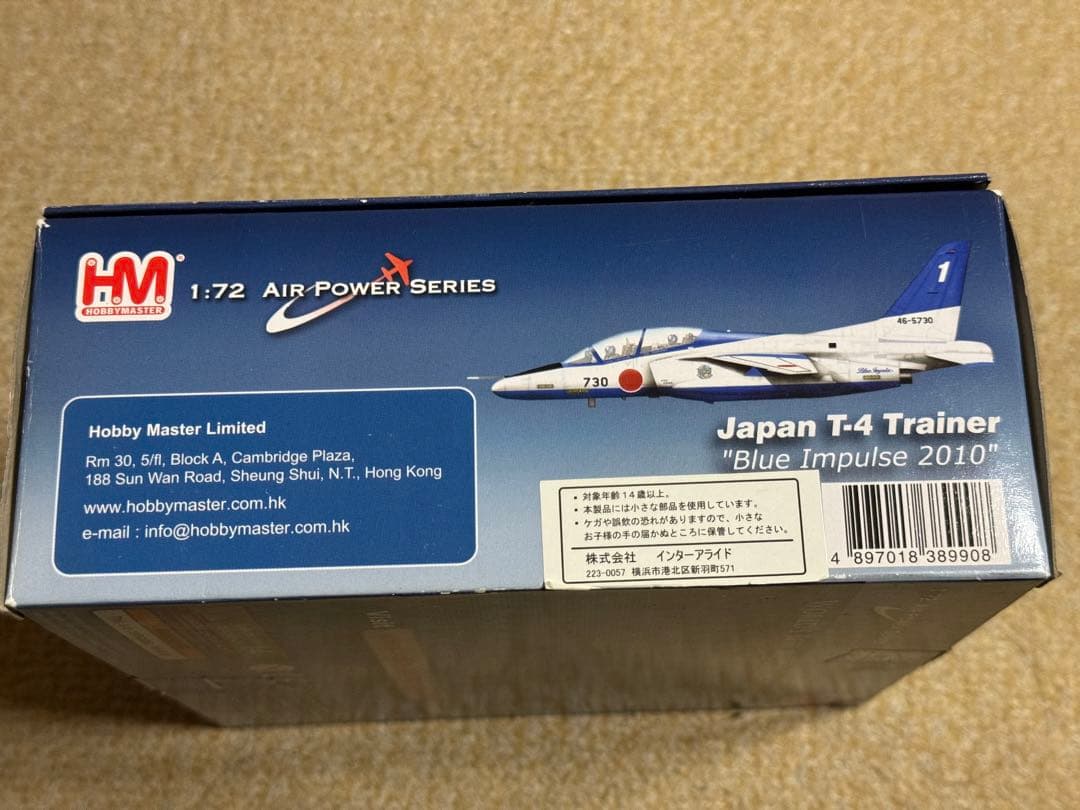 HM
HOBBYMASTER
1:72 AIR POWER SERIES
1
46-5730
730
Blue Impulse
Hobby Master Limited
Rm 30, 5/fl, Block A, Cambridge Plaza,
188 Sun Wan Road, Sheung Shui, N.T., Hong Kong
www.hobbymaster.com.hk
e-mail : info@hobbymaster.com.hk
Japan T-4 Trainer
"Blue Impulse 2010"
・対象年齢14歳以上。
・本製品には小さな部品を使用しています。
・ケガや誤飲の恐れがありますので、小さな
お子様の手の届かぬところに保管してください。
株式会社 インターアライド
223-0057 横浜市港北区新羽町571
4 897018 389908